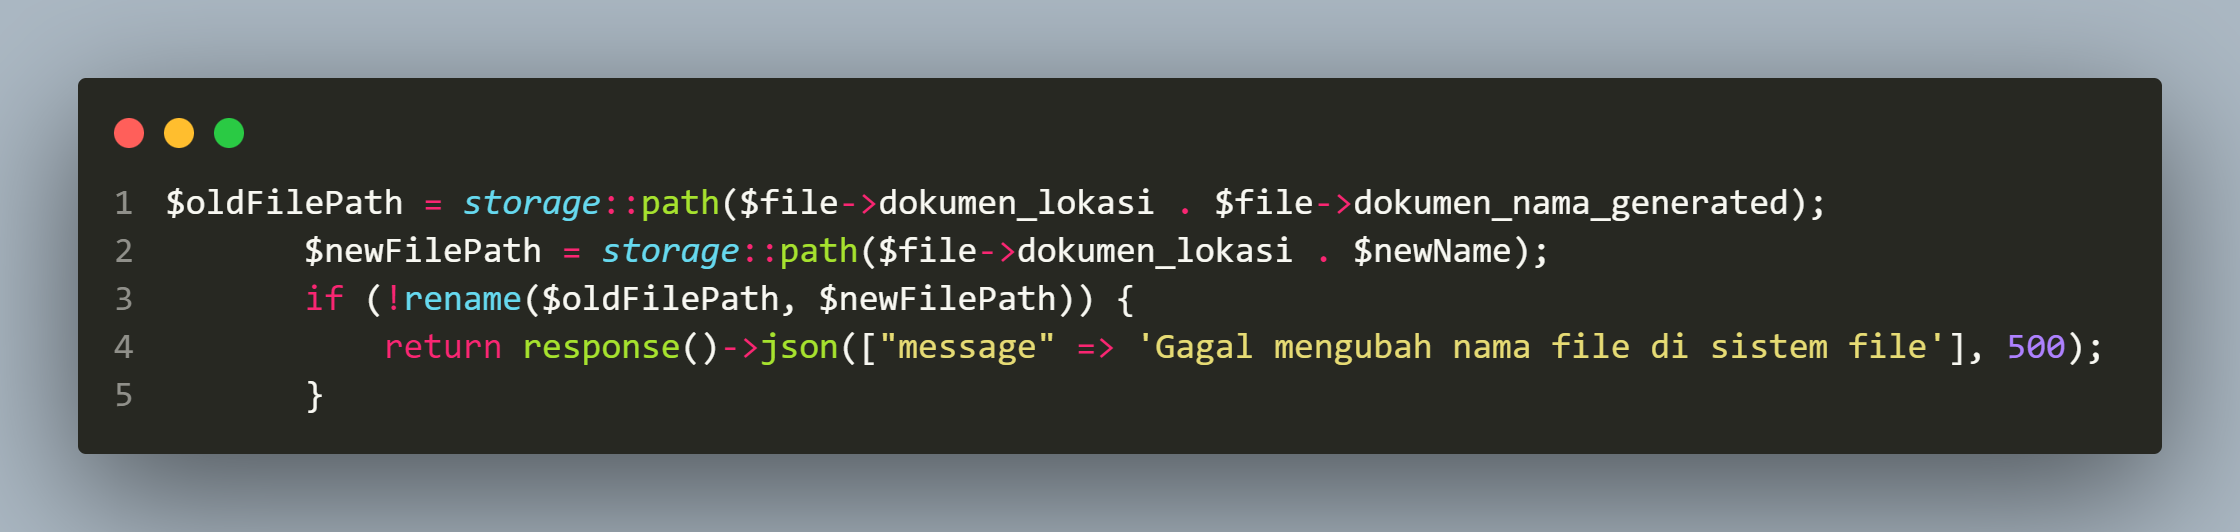 1 $oldFilePath = storage::path($file->dokumen_lokasi . $file->dokumen_nama_generated);
2 $newFilePath = storage::path($file->dokumen_lokasi . $newName);
3 if (!rename($oldFilePath, $newFilePath)) {
4 return response()->json(["message" => 'Gagal mengubah nama file di sistem file'], 500);
5 }